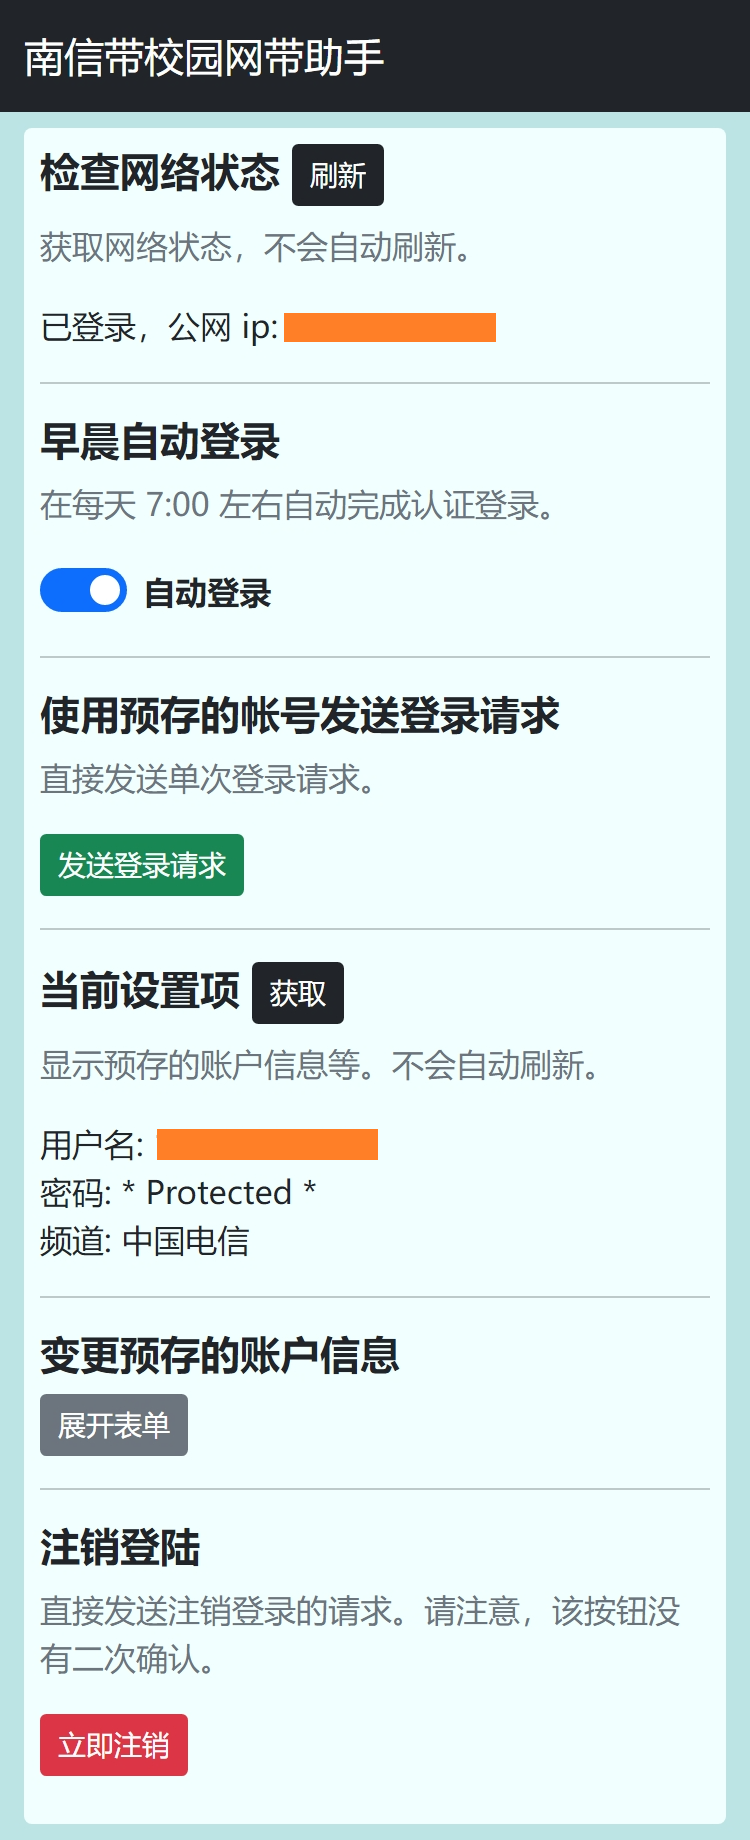 南信带校园网带助手
检查网络状态 刷新
获取网络状态，不会自动刷新。
已登录，公网 ip:
早晨自动登录
在每天 7:00 左右自动完成认证登录。
自动登录
使用预存的帐号发送登录请求
直接发送单次登录请求。
发送登录请求
当前设置项 获取
显示预存的账户信息等。不会自动刷新。
用户名:
密码: * Protected *
频道: 中国电信
变更预存的账户信息
展开表单
注销登陆
直接发送注销登录的请求。请注意，该按钮没
有二次确认。
立即注销